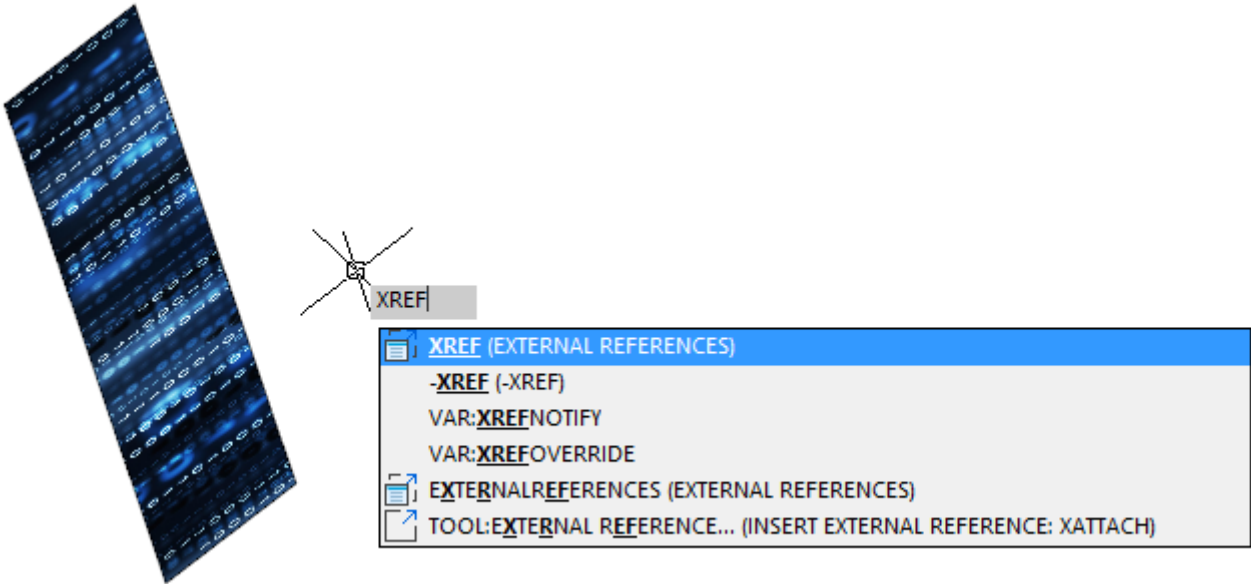 XREF
XREF (EXTERNAL REFERENCES)
-XREF (-XREF)
VAR:XREFNOTIFY
VAR:XREFOVERRIDE
EXTERNALREFERENCES (EXTERNAL REFERENCES)
TOOL:EXTERNAL REFERENCE... (INSERT EXTERNAL REFERENCE: XATTACH)